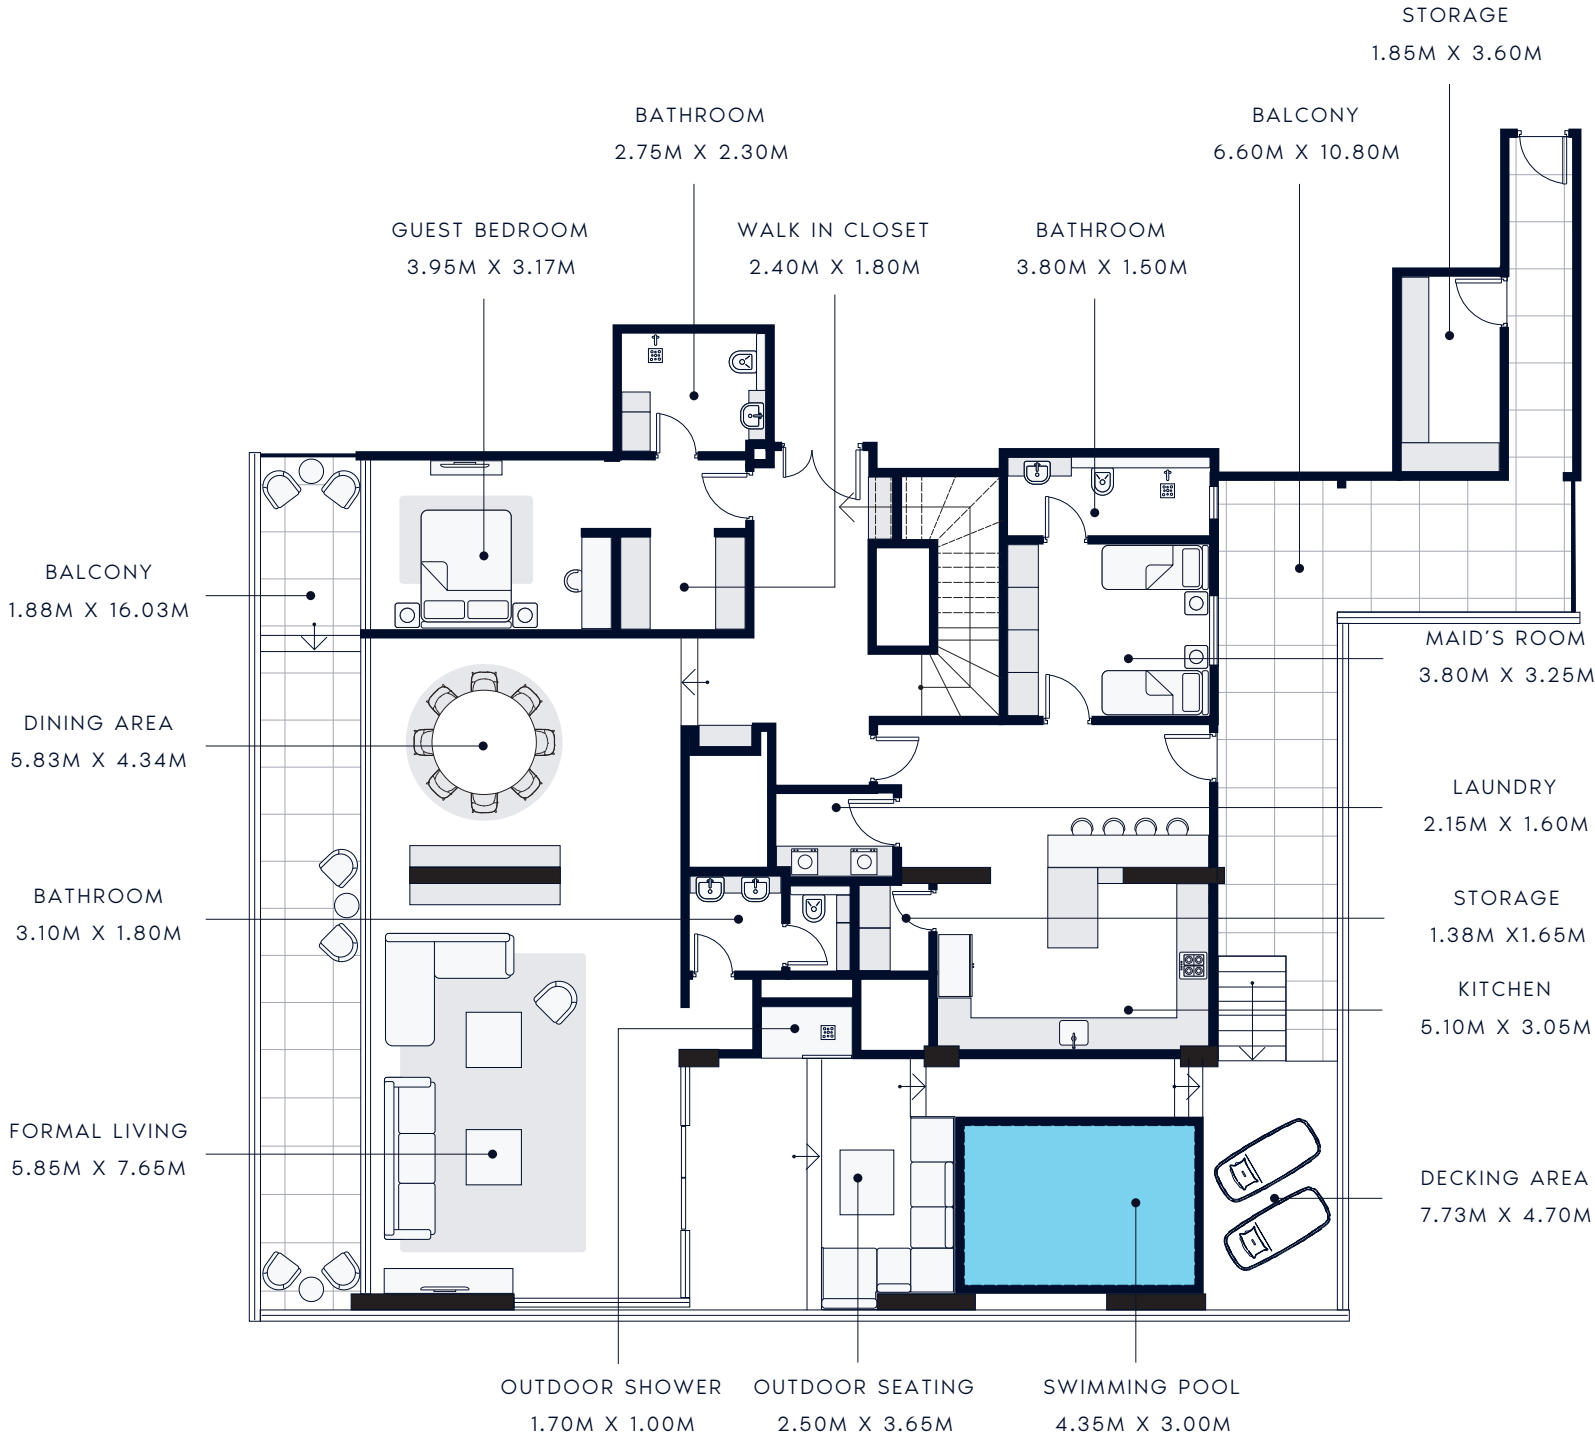 STORAGE
1.85M X 3.60M
BATHROOM
2.75M X 2.30M
BALCONY
6.60M X 10.80M
GUEST BEDROOM
3.95M X 3.17M
WALK IN CLOSET
2.40M X 1.80M
BATHROOM
3.80M X 1.50M
BALCONY
1.88M X 16.03M
MAID'S ROOM
3.80M X 3.25M
DINING AREA
5.83M X 4.34M
LAUNDRY
2.15M X 1.60M
BATHROOM
3.10M X 1.80M
STORAGE
1.38M X1.65M
KITCHEN
5.10M X 3.05M
FORMAL LIVING
5.85M X 7.65M
DECKING AREA
7.73M X 4.70M
OUTDOOR SHOWER
1.70M X 1.00M
OUTDOOR SEATING
2.50M X 3.65M
SWIMMING POOL
4.35M X 3.00M